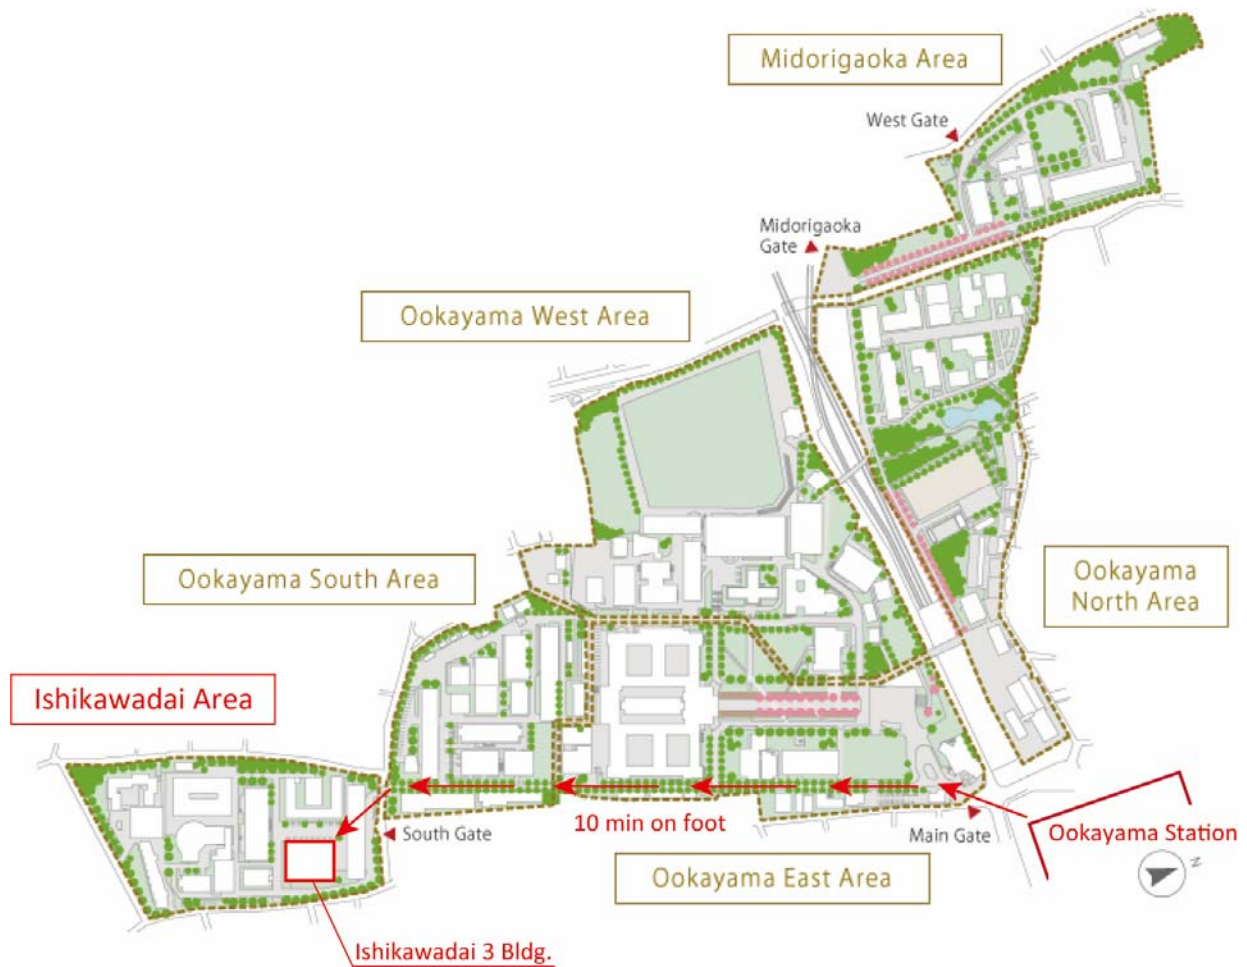 Midorigaoka Area
West Gate
Midorigaoka
Gate
Ookayama West Area
Ookayama South Area
Ookayama
North Area
Ishikawadai Area
South Gate
10 min on foot
Main Gate
Ookayama Station
Ookayama East Area
N
Ishikawadai 3 Bldg.